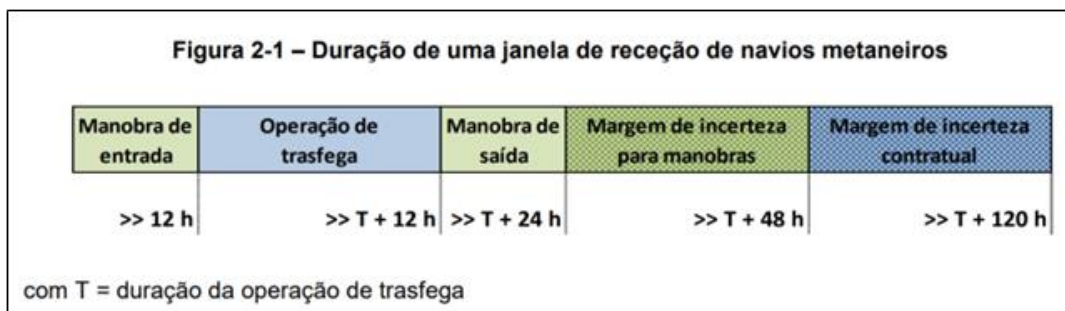 Figura 2-1 – Duração de uma janela de receção de navios metaneiros
Manobra de entrada
Operação de trasfega
Manobra de saída
Margem de incerteza para manobras
Margem de incerteza contratual
>> 12 h
>> T + 12 h
>> T + 24 h
>> T + 48 h
>> T + 120 h
com T = duração da operação de trasfega